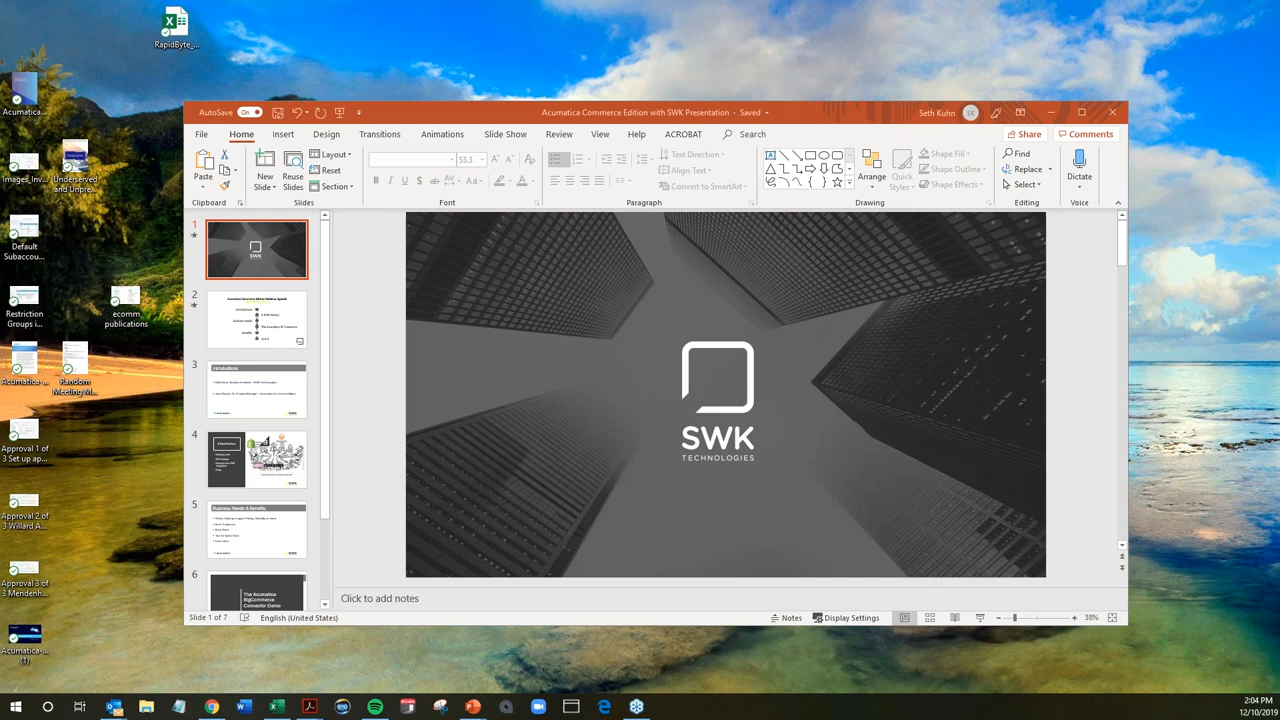 RapidByte_...
Acumatica...
Images_Inv...
Underserved
and Unpre...
Default
Subaccou...
Restriction
Groups i...
ecomm
publications
Acumatica-...
Random
Meeting M...
Approval 1 of
3 Set up ap...
Approval 2 of
3 Willard A...
Approval 3 of
3 Mendenh...
Acumatica-...
(1)
AutoSave On
Acumatica Commerce Edition with SWK Presentation - Saved
Seth Kuhn SK
File Home Insert Design Transitions Animations Slide Show Review View Help ACROBAT Search Share Comments
Paste
Clipboard
New
Slide
Reuse
Slides
Layout
Reset
Section
Slides
53.3
Font
Text Direction
Align Text
Convert to SmartArt
Paragraph
Arrange
Quick
Styles
Shape Fill
Shape Outline
Shape Effects
Drawing
Find
Replace
Select
Editing
Dictate
Voice
1
SWK
2
3
Introductions
4
5
Business Needs & Benefits
6
The Acumatica
BigCommerce
Connector Demo
SWK
TECHNOLOGIES
Click to add notes
Slide 1 of 7 English (United States) Notes Display Settings 38%
2:04 PM
12/10/2019